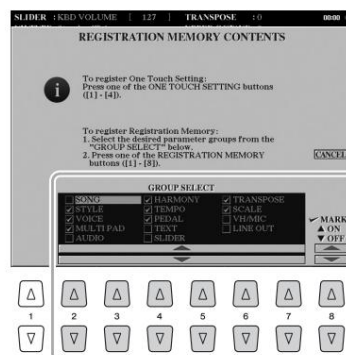 SLIDER : KBD VOLUME | 127 | TRANSPOSE : 0 00:00
REGISTRATION MEMORY CONTENTS
To register One Touch Setting:
Press one of the ONE TOUCH SETTING buttons
([1] - [4]).
To register Registration Memory:
1. Select the desired parameter groups from the
"GROUP SELECT" below.
2. Press one of the REGISTRATION MEMORY
buttons ([1] - [8]).
CANCEL
GROUP SELECT
SONG HARMONY TRANSPOSE
STYLE TEMPO SCALE
VOICE PEDAL VH/MIC
MULTI PAD TEXT LINE OUT
AUDIO SLIDER
MARK
ON
OFF
1 2 3 4 5 6 7 8